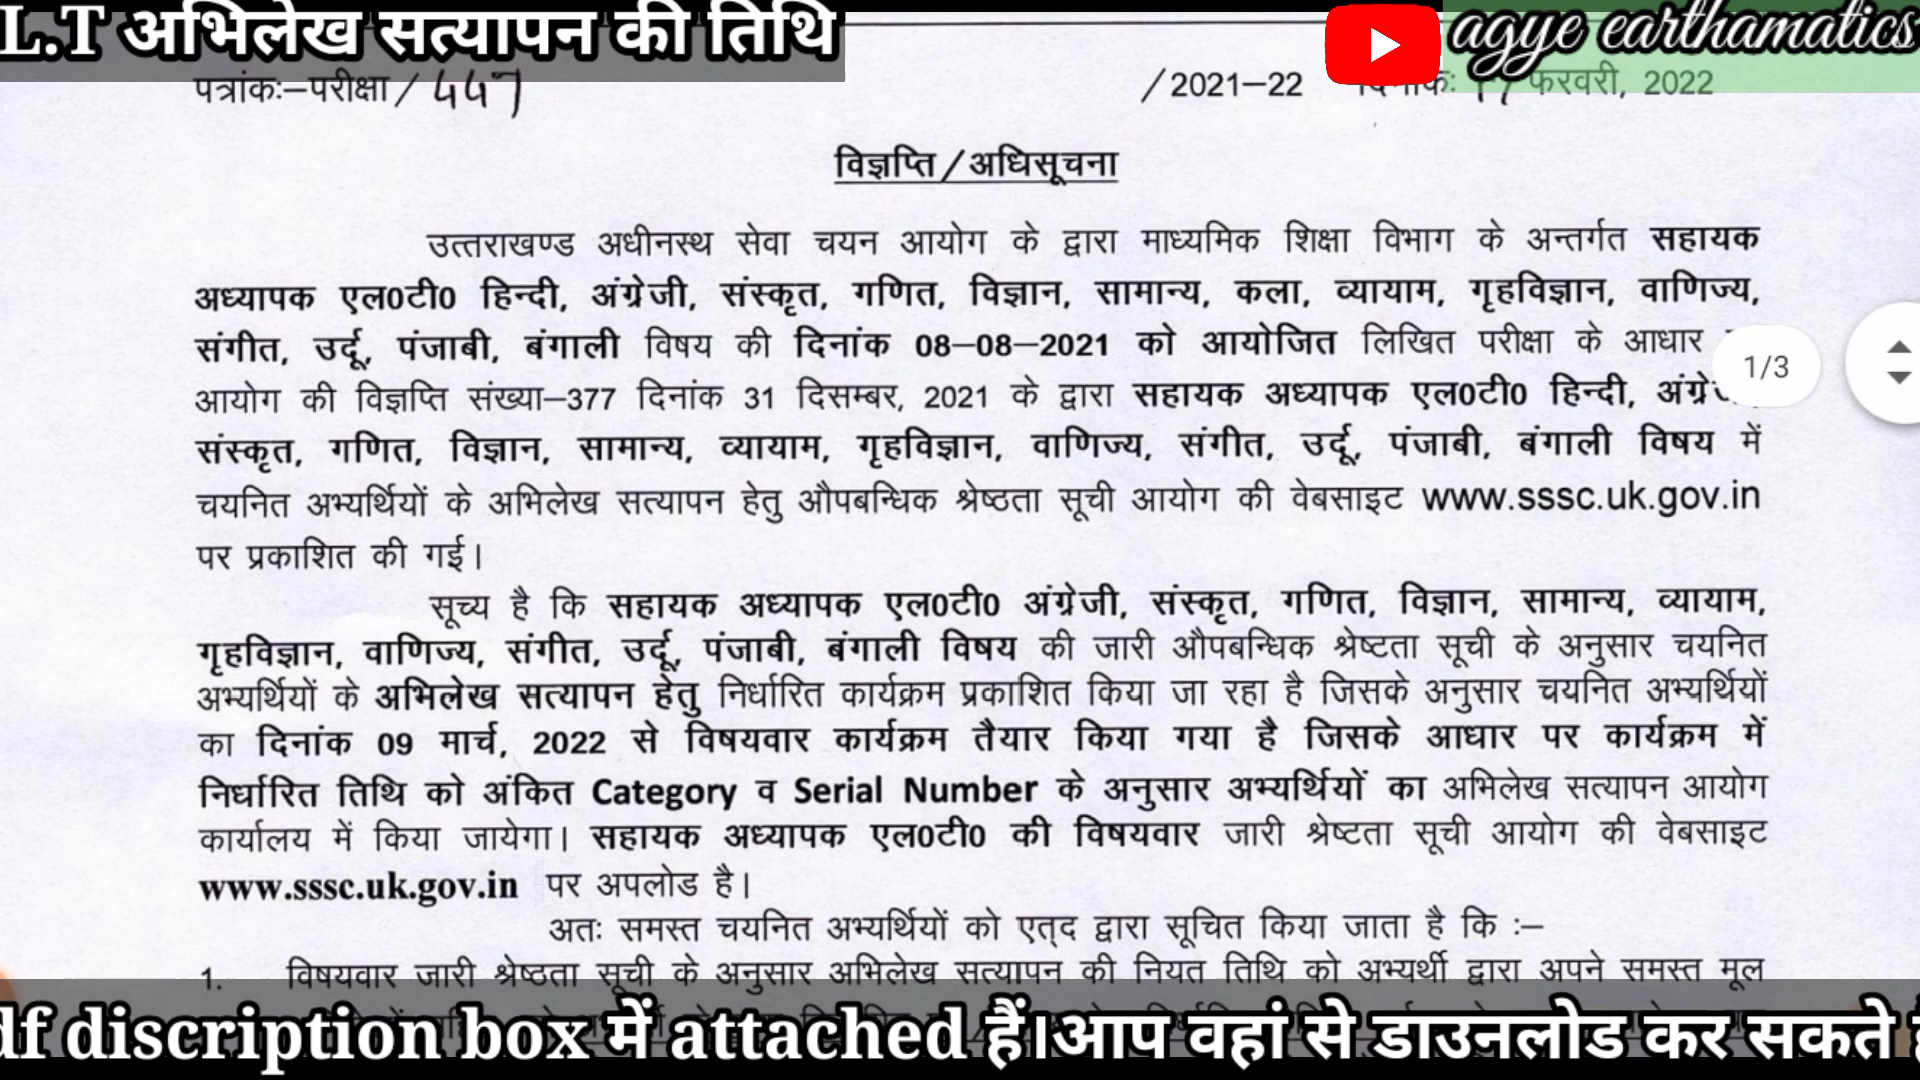 L.T अभिलेख सत्यापन की तिथि
agye earthamatics
पत्रांकः–परीक्षा / 447 /2021–22 फरवरी, 2022
विज्ञप्ति/अधिसूचना
उत्तराखण्ड अधीनस्थ सेवा चयन आयोग के द्वारा माध्यमिक शिक्षा विभाग के अन्तर्गत सहायक
अध्यापक एल0टी0 हिन्दी, अंग्रेजी, संस्कृत, गणित, विज्ञान, सामान्य, कला, व्यायाम, गृहविज्ञान, वाणिज्य,
संगीत, उर्दू, पंजाबी, बंगाली विषय की दिनांक 08–08–2021 को आयोजित लिखित परीक्षा के आधार
1/3
आयोग की विज्ञप्ति संख्या–377 दिनांक 31 दिसम्बर, 2021 के द्वारा सहायक अध्यापक एल0टी0 हिन्दी,
संस्कृत, गणित, विज्ञान, सामान्य, व्यायाम, गृहविज्ञान, वाणिज्य, संगीत, उर्दू, पंजाबी, बंगाली विषय में
चयनित अभ्यर्थियों के अभिलेख सत्यापन हेतु औपबन्धिक श्रेष्ठता सूची आयोग की वेबसाइट www.sssc.uk.gov.in
पर प्रकाशित की गई।
सूच्य है कि सहायक अध्यापक एल0टी0 अंग्रेजी, संस्कृत, गणित, विज्ञान, सामान्य, व्यायाम,
गृहविज्ञान, वाणिज्य, संगीत, उर्दू, पंजाबी, बंगाली विषय की जारी औपबन्धिक श्रेष्टता सूची के अनुसार चयनित
अभ्यर्थियों के अभिलेख सत्यापन हेतु निर्धारित कार्यक्रम प्रकाशित किया जा रहा है जिसके अनुसार चयनित अभ्यर्थियों
का दिनांक 09 मार्च, 2022 से विषयवार कार्यक्रम तैयार किया गया है जिसके आधार पर कार्यक्रम में
निर्धारित तिथि को अंकित Category व Serial Number के अनुसार अभ्यर्थियों का अभिलेख सत्यापन आयोग
कार्यालय में किया जायेगा। सहायक अध्यापक एल0टी0 की विषयवार जारी श्रेष्टता सूची आयोग की वेबसाइट
www.sssc.uk.gov.in पर अपलोड है।
अतः समस्त चयनित अभ्यर्थियों को एत्द द्वारा सूचित किया जाता है कि :–
1. विषयवार जारी श्रेष्ठता सूची के अनुसार अभिलेख सत्यापन की नियत तिथि को अभ्यर्थी द्वारा अपने समस्त मूल
df discription box में attached हैं।आप वहां से डाउनलोड कर सकते